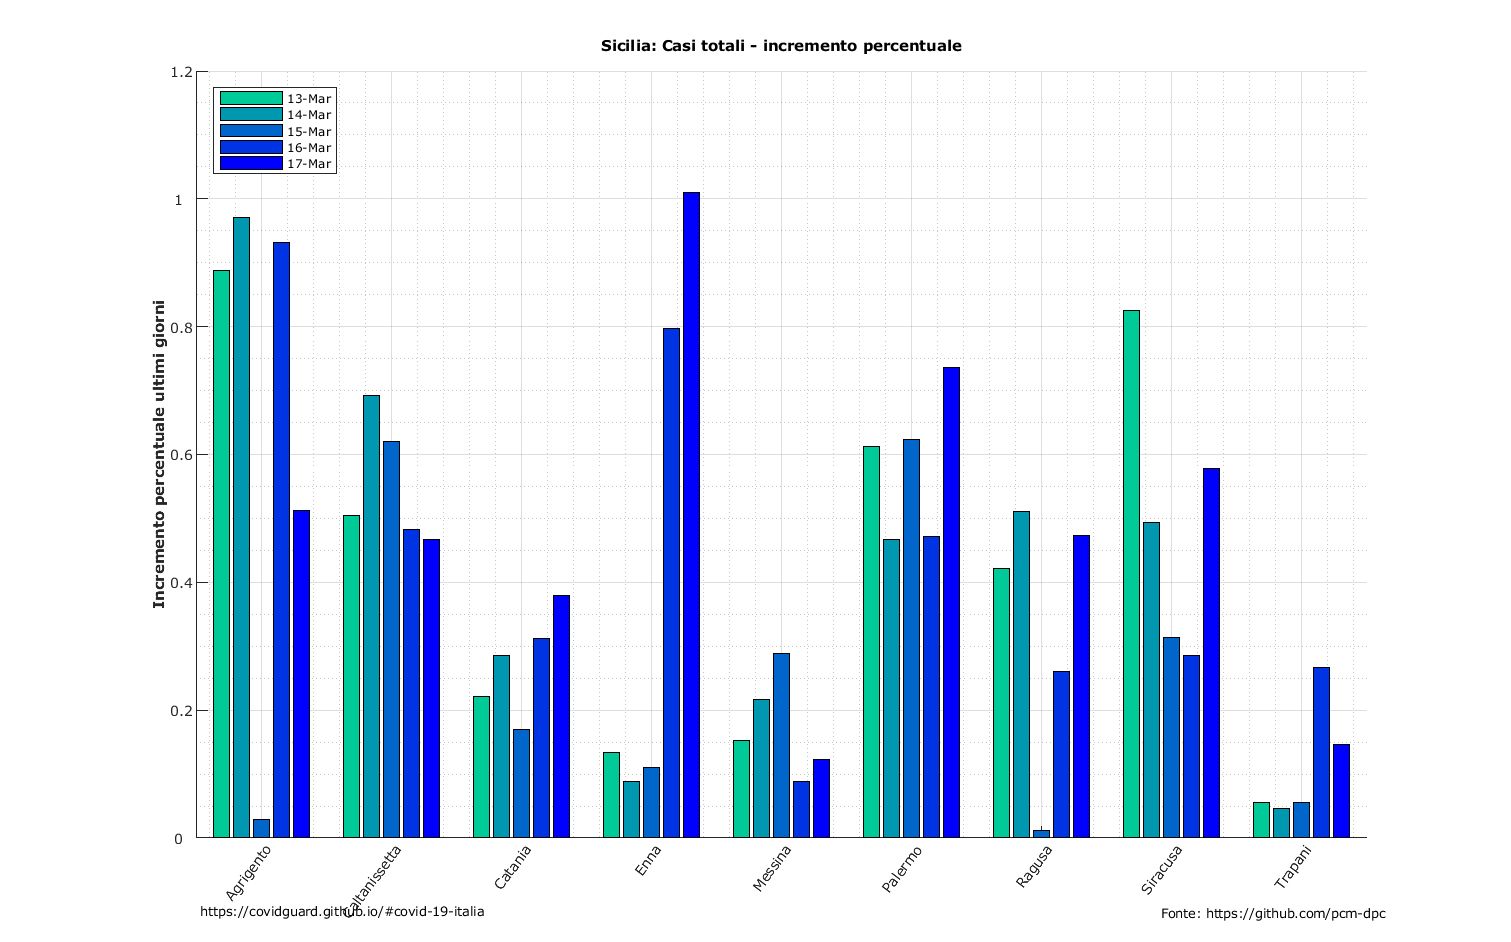 Sicilia: Casi totali - incremento percentuale
1.2
1
0.8
0.6
0.4
0.2
0
Incremento percentuale ultimi giorni
13-Mar
14-Mar
15-Mar
16-Mar
17-Mar
Agrigento
Caltanissetta
Catania
Enna
Messina
Palermo
Ragusa
Siracusa
Trapani
https://covidguard.github.io/#covid-19-italia
Fonte: https://github.com/pcm-dpc